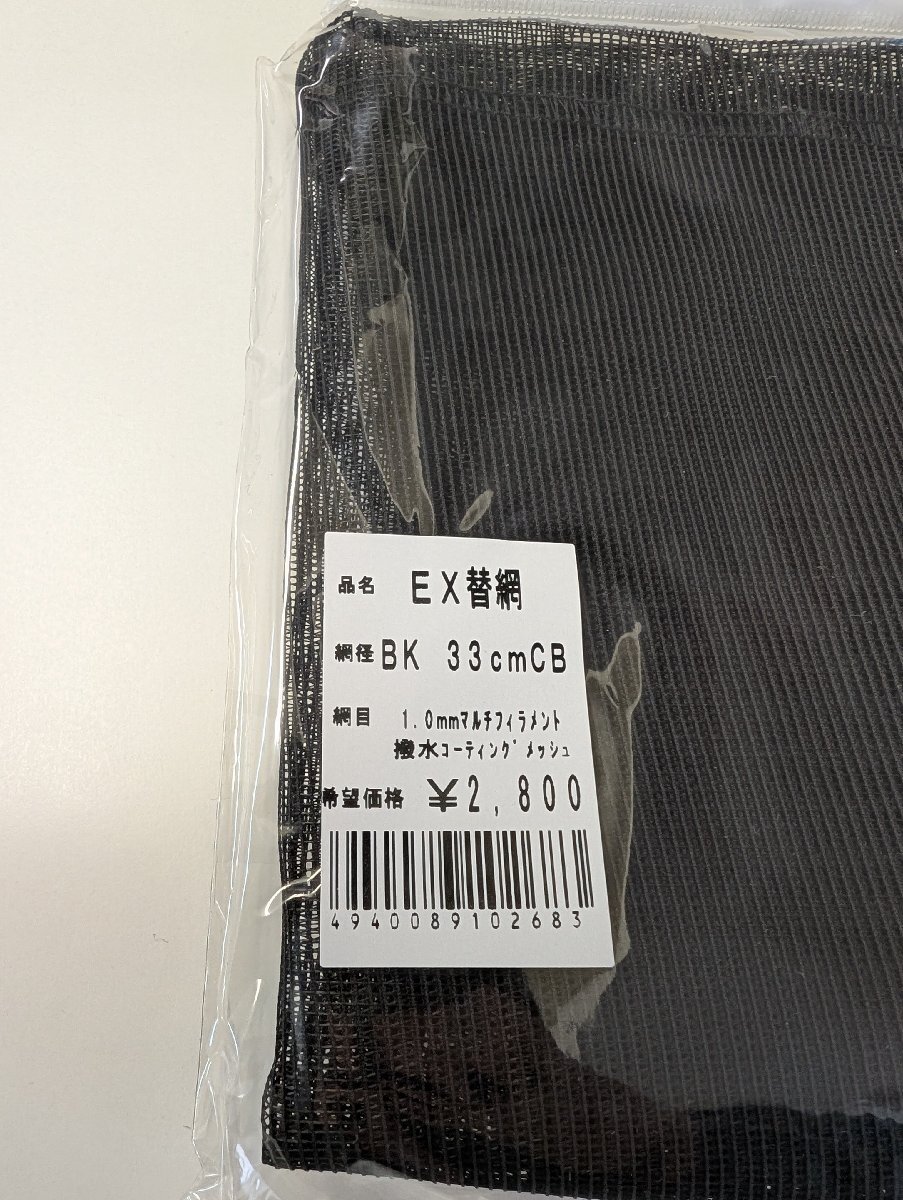 品名 EX替網
網径 BK 33cmCB
網目 1.0mmマルチフィラメント
撥水コーティングメッシュ
希望価格 ¥2,800
4940089102683